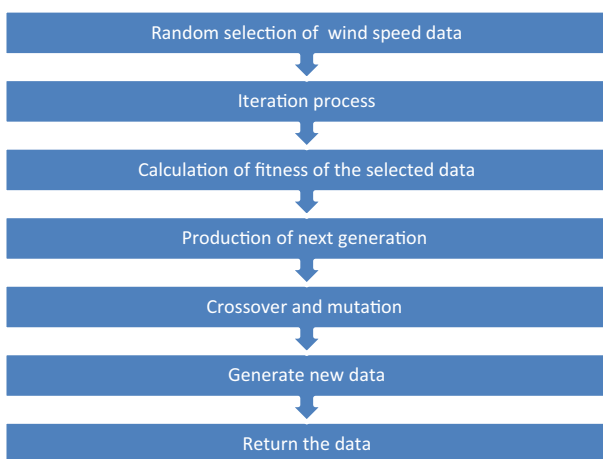 Random selection of wind speed data
Iteration process
Calculation of fitness of the selected data
Production of next generation
Crossover and mutation
Generate new data
Return the data